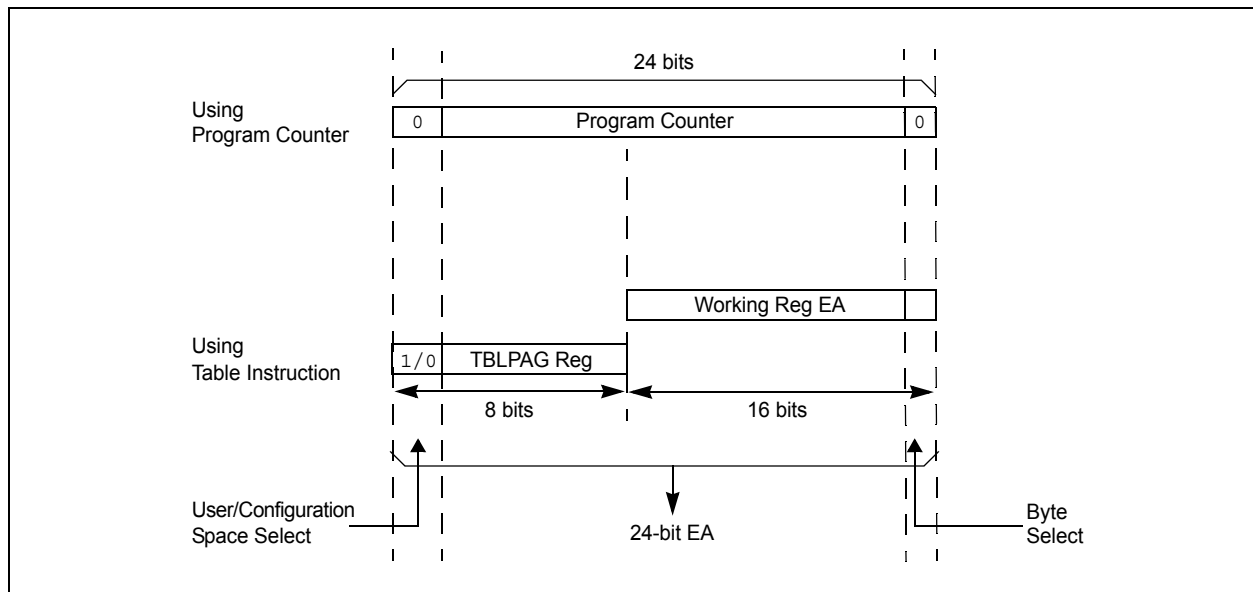 24 bits
Using
Program Counter
0
Program Counter
0
Working Reg EA
Using
Table Instruction
1/0
TBLPAG Reg
8 bits
16 bits
User/Configuration
Space Select
24-bit EA
Byte
Select